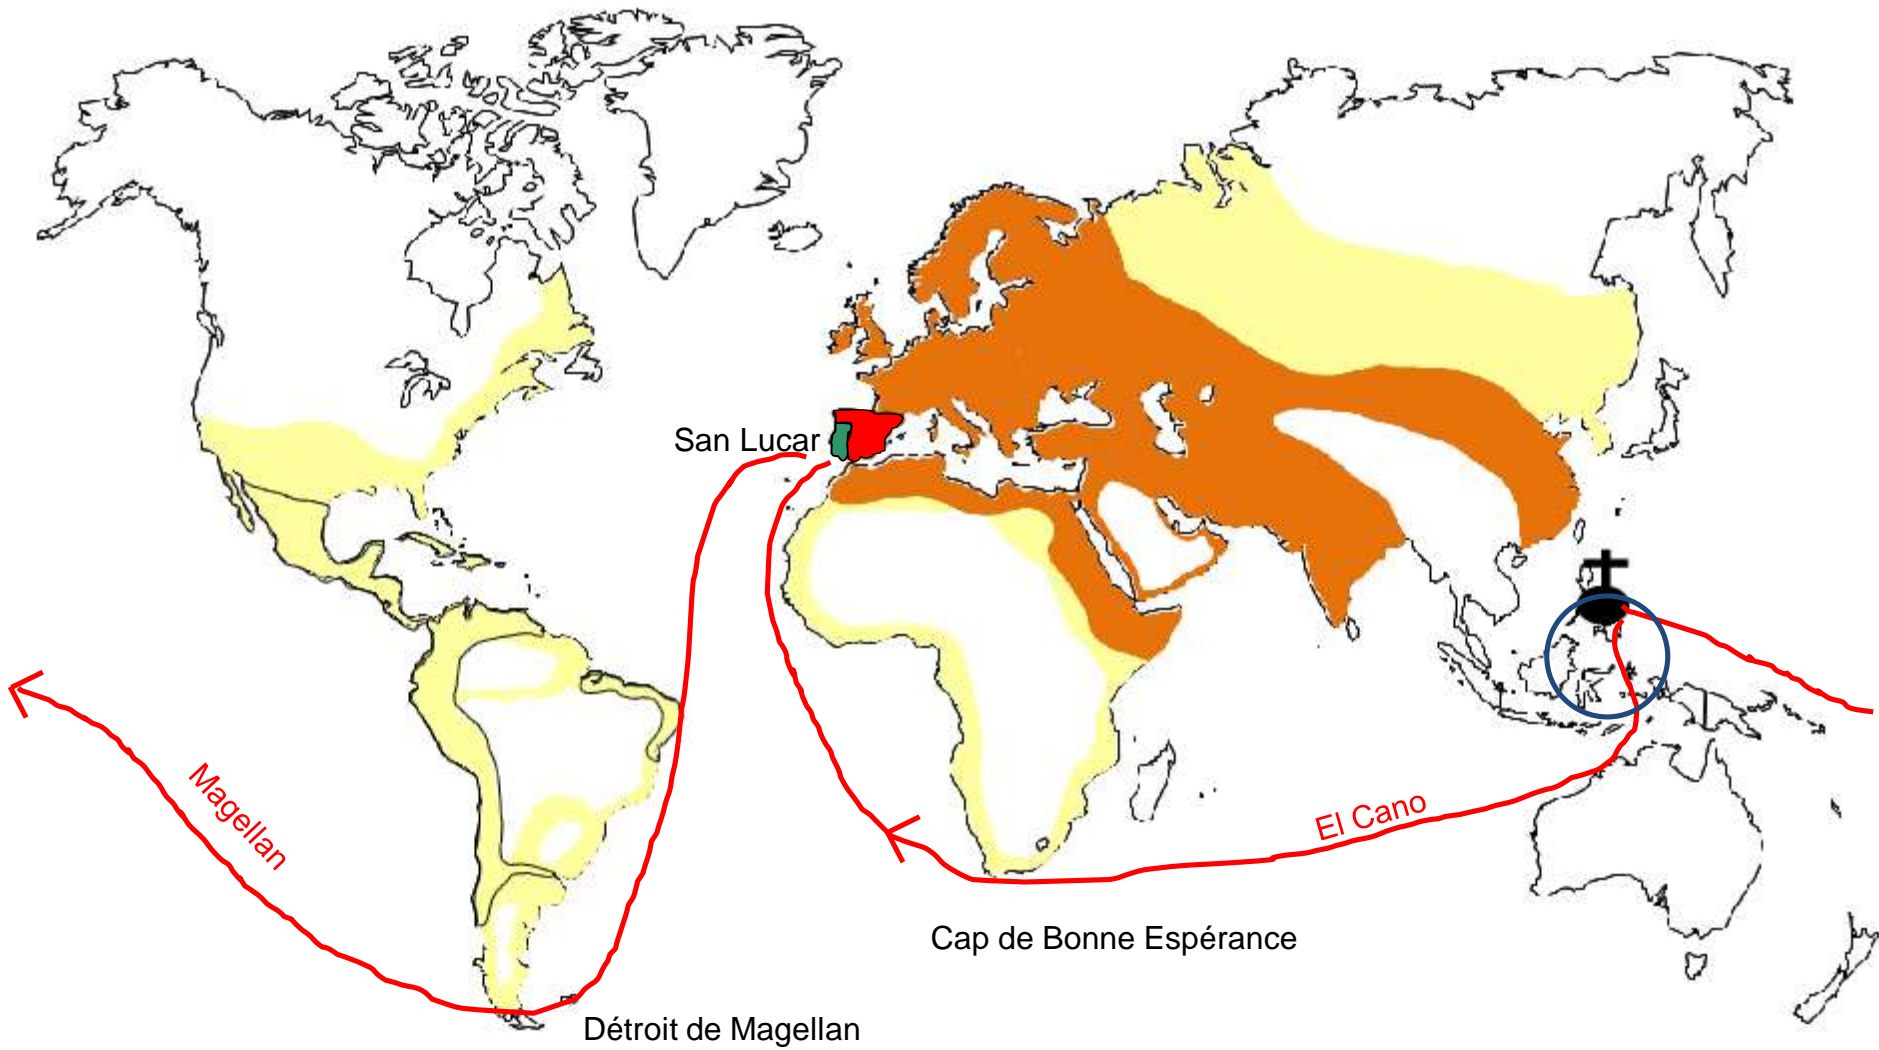 San Lucar
Magellan
El Cano
Cap de Bonne Espérance
Détroit de Magellan